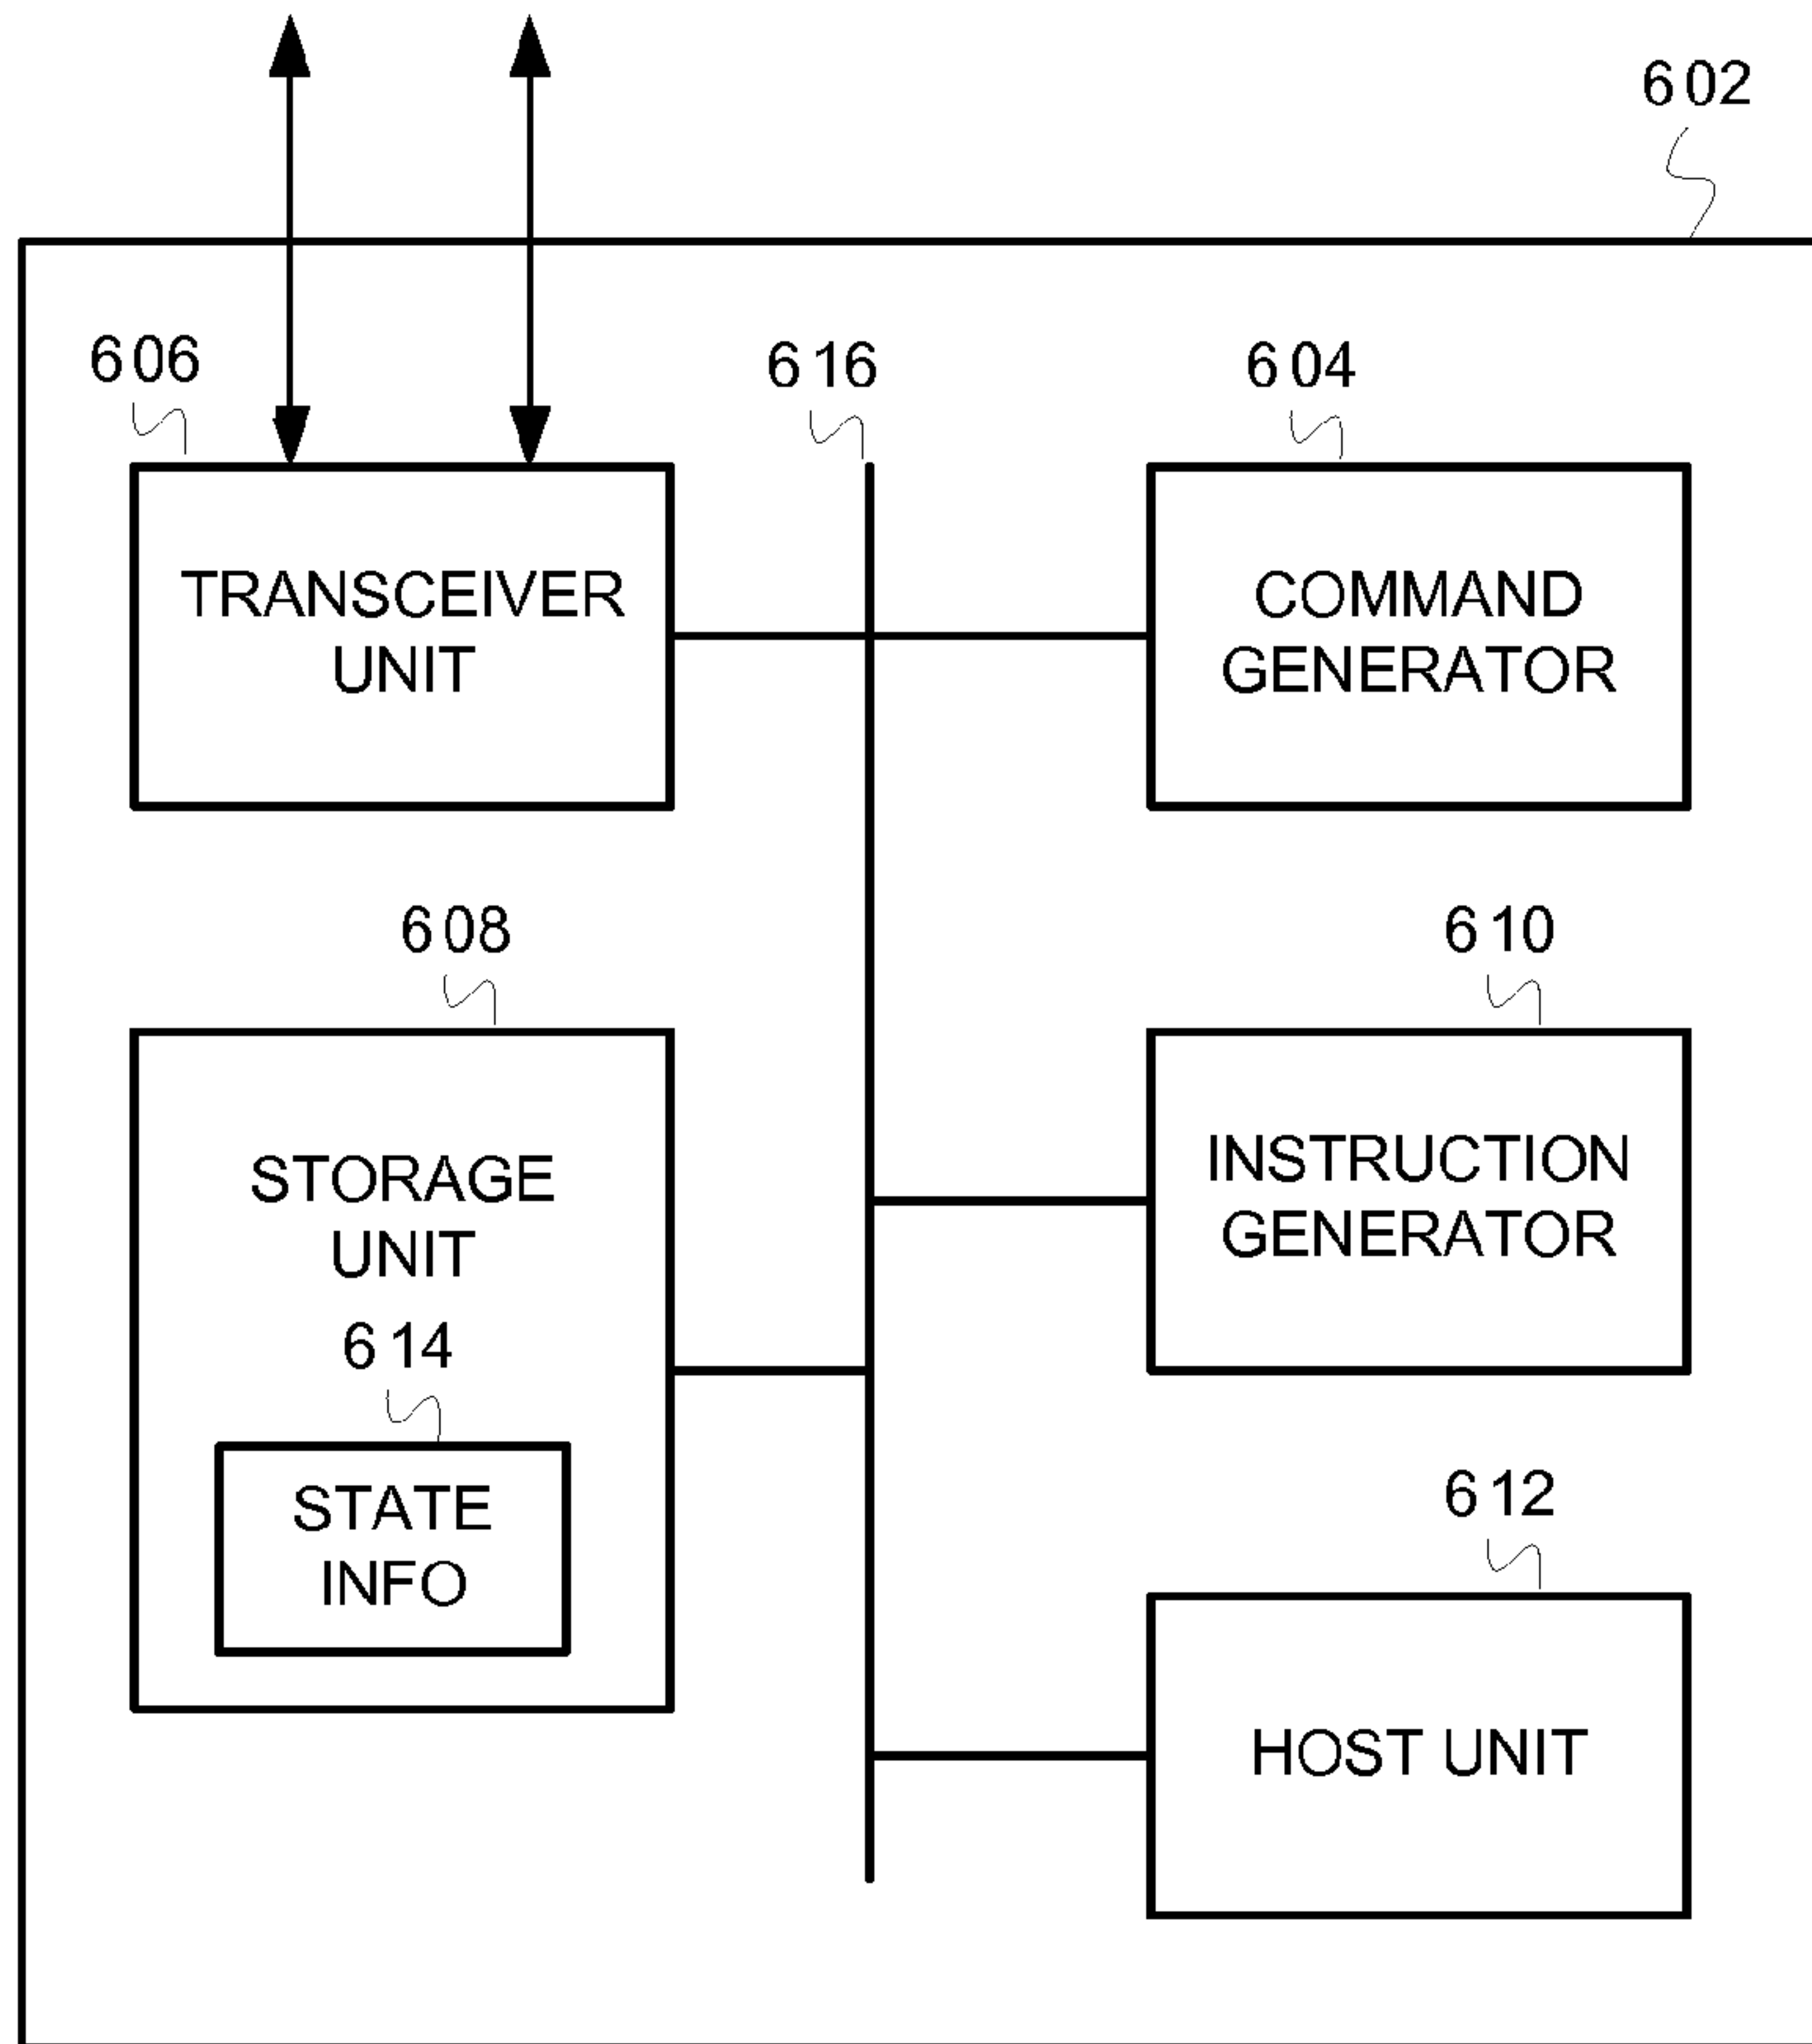 602
606
616
604
TRANSCEIVER
UNIT
COMMAND
GENERATOR
608
610
STORAGE
UNIT
INSTRUCTION
GENERATOR
614
STATE
INFO
612
HOST UNIT